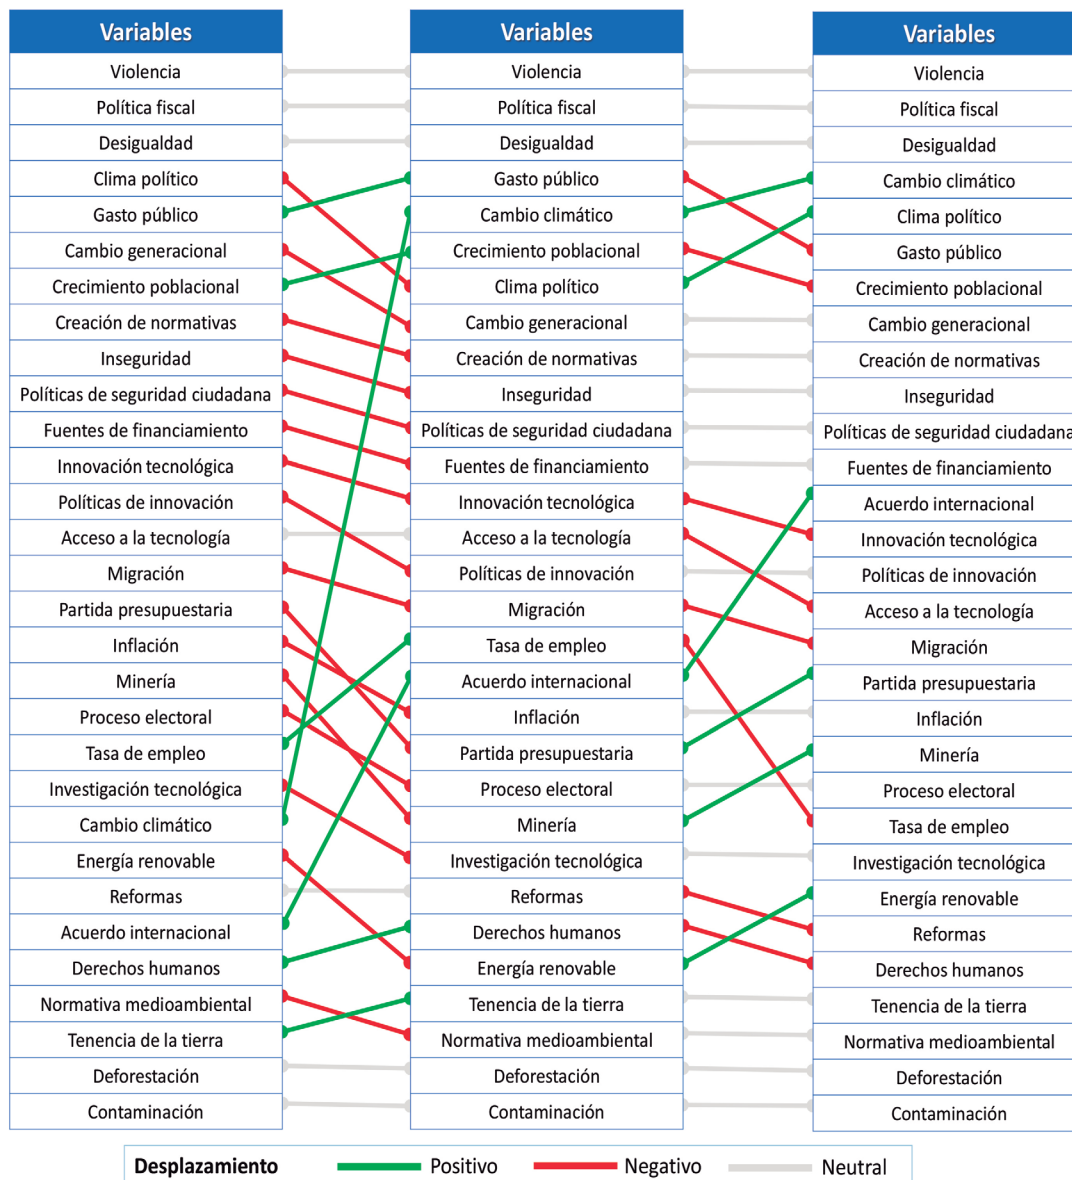 Variables
Violencia
Política fiscal
Desigualdad
Clima político
Gasto público
Cambio generacional
Crecimiento poblacional
Creación de normativas
Inseguridad
Políticas de seguridad ciudadana
Fuentes de financiamiento
Innovación tecnológica
Políticas de innovación
Acceso a la tecnología
Migración
Partida presupuestaria
Inflación
Minería
Proceso electoral
Tasa de empleo
Investigación tecnológica
Cambio climático
Energía renovable
Reformas
Acuerdo internacional
Derechos humanos
Normativa medioambiental
Tenencia de la tierra
Deforestación
Contaminación
Variables
Violencia
Política fiscal
Desigualdad
Gasto público
Cambio climático
Crecimiento poblacional
Clima político
Cambio generacional
Creación de normativas
Inseguridad
Políticas de seguridad ciudadana
Fuentes de financiamiento
Innovación tecnológica
Acceso a la tecnología
Políticas de innovación
Migración
Tasa de empleo
Acuerdo internacional
Inflación
Partida presupuestaria
Proceso electoral
Minería
Investigación tecnológica
Reformas
Derechos humanos
Energía renovable
Tenencia de la tierra
Normativa medioambiental
Deforestación
Contaminación
Variables
Violencia
Política fiscal
Desigualdad
Cambio climático
Clima político
Gasto público
Crecimiento poblacional
Cambio generacional
Creación de normativas
Inseguridad
Políticas de seguridad ciudadana
Fuentes de financiamiento
Acuerdo internacional
Innovación tecnológica
Políticas de innovación
Acceso a la tecnología
Migración
Partida presupuestaria
Inflación
Minería
Proceso electoral
Tasa de empleo
Investigación tecnológica
Energía renovable
Reformas
Derechos humanos
Tenencia de la tierra
Normativa medioambiental
Deforestación
Contaminación
Desplazamiento Positivo Negativo Neutral